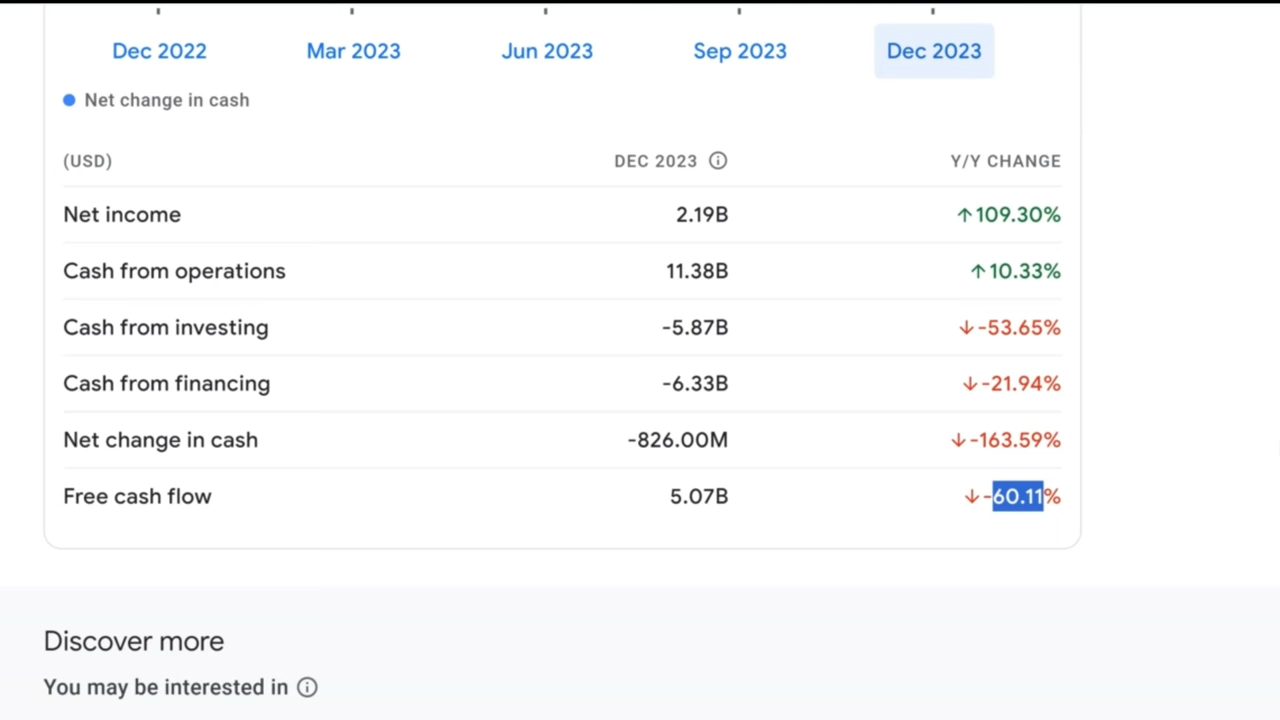 Dec 2022 Mar 2023 Jun 2023 Sep 2023 Dec 2023
Net change in cash
(USD) DEC 2023 Y/Y CHANGE
Net income 2.19B ↑109.30%
Cash from operations 11.38B ↑10.33%
Cash from investing -5.87B ↓-53.65%
Cash from financing -6.33B ↓-21.94%
Net change in cash -826.00M ↓-163.59%
Free cash flow 5.07B ↓-60.11%
Discover more
You may be interested in